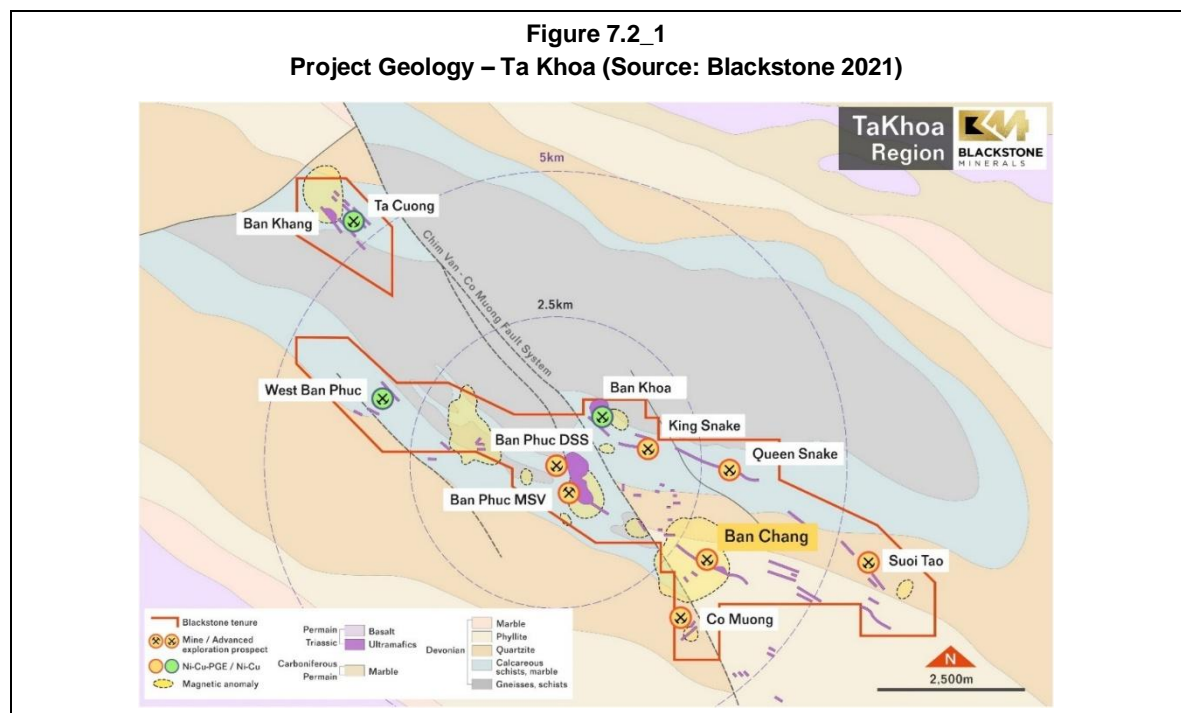 Figure 7.2_1
Project Geology – Ta Khoa (Source: Blackstone 2021)
TaKhoa
Region
BLACKSTONE
MINERALS
5km
Ta Cuong
Ban Khang
Chim Van - Co Muong Fault System
2.5km
West Ban Phuc
Ban Khoa
King Snake
Ban Phuc DSS
Queen Snake
Ban Phuc MSV
Ban Chang
Suoi Tao
Co Muong
Blackstone tenure
Mine / Advanced
exploration prospect
Ni-Cu-PGE / Ni-Cu
Magnetic anomaly
Permain
Triassic
Basalt
Ultramafics
Carboniferous
Permain
Marble
Devonian
Marble
Phyllite
Quartzite
Calcareous
schists, marble
Gneisses, schists
N
2,500m